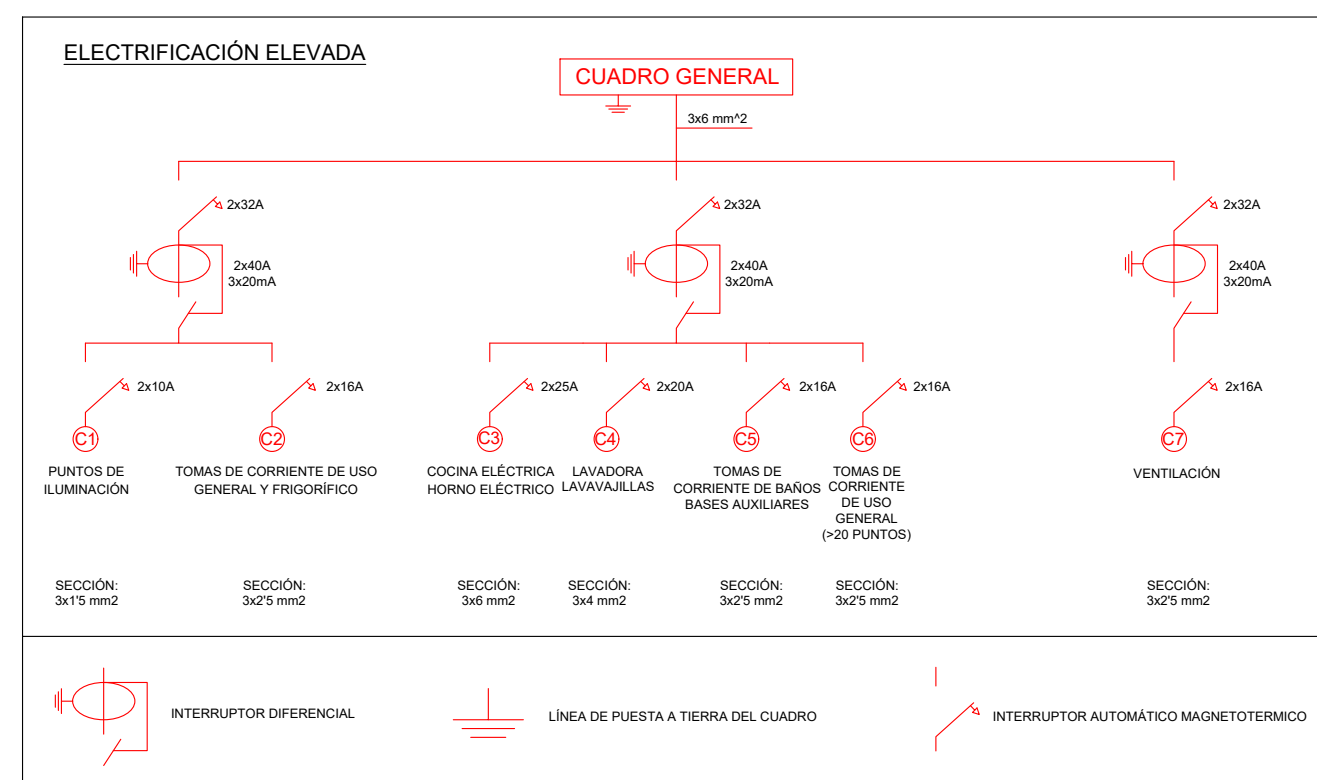 ELECTRIFICACIÓN ELEVADA
CUADRO GENERAL
3x6 mm^2
2x32A
2x40A
3x20mA
2x32A
2x40A
3x20mA
2x32A
2x40A
3x20mA
2x10A
2x16A
2x25A
2x20A
2x16A
2x16A
2x16A
C1
PUNTOS DE
ILUMINACIÓN
SECCIÓN:
3x1'5 mm2
C2
TOMAS DE CORRIENTE DE USO
GENERAL Y FRIGORÍFICO
SECCIÓN:
3x2'5 mm2
C3
COCINA ELÉCTRICA
HORNO ELÉCTRICO
SECCIÓN:
3x6 mm2
C4
LAVADORA
LAVAVAJILLAS
SECCIÓN:
3x4 mm2
C5
TOMAS DE
CORRIENTE DE BAÑOS
BASES AUXILIARES
SECCIÓN:
3x2'5 mm2
C6
TOMAS DE
CORRIENTE
DE USO
GENERAL
(>20 PUNTOS)
SECCIÓN:
3x2'5 mm2
C7
VENTILACIÓN
SECCIÓN:
3x2'5 mm2
INTERRUPTOR DIFERENCIAL
LÍNEA DE PUESTA A TIERRA DEL CUADRO
INTERRUPTOR AUTOMÁTICO MAGNETOTERMICO